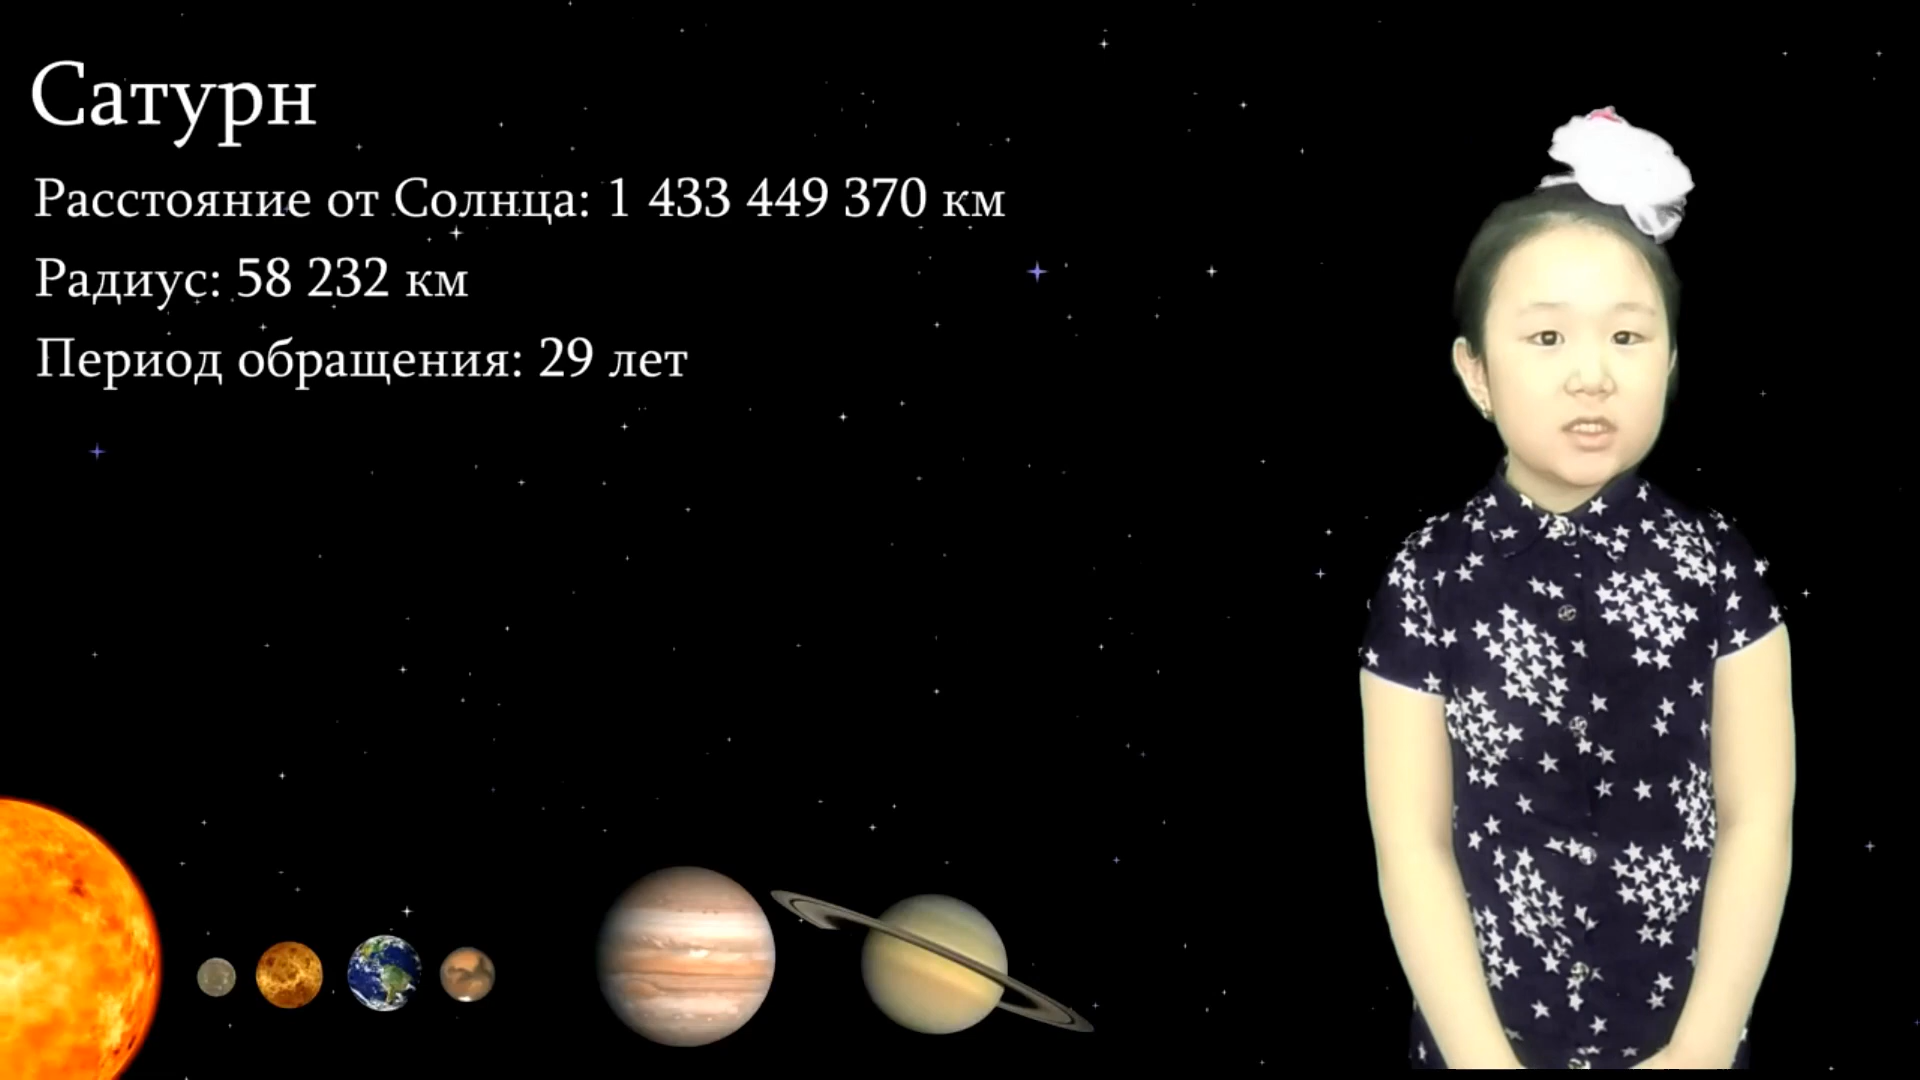 Сатурн
Расстояние от Солнца: 1 433 449 370 км
Радиус: 58 232 км
Период обращения: 29 лет